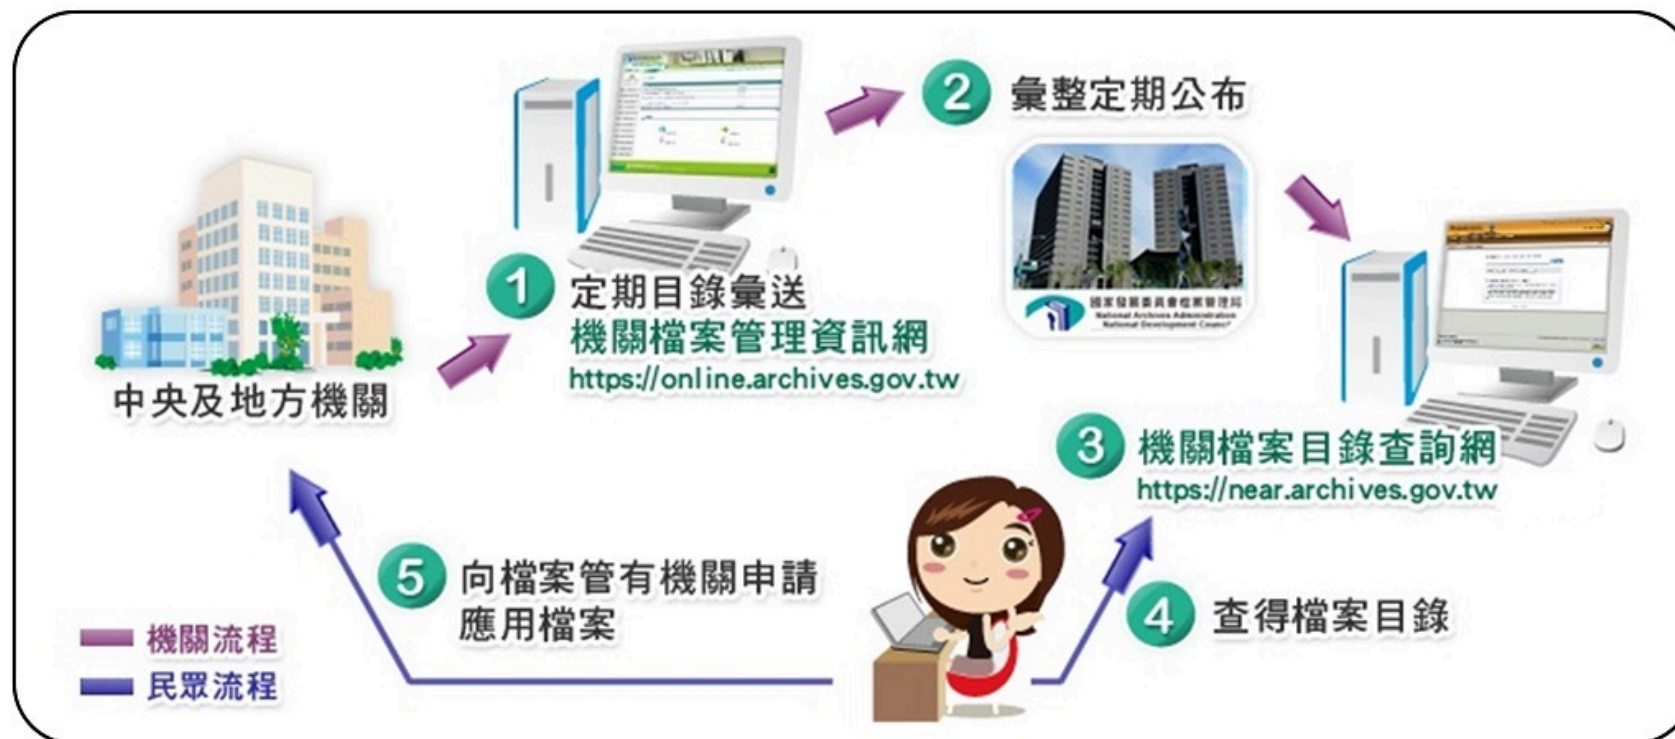 中央及地方機關
1 定期目錄彙送
機關檔案管理資訊網
https://online.archives.gov.tw
2 彙整定期公布
國家發展委員會檔案管理局
National Archives Administration
National Development Council
3 機關檔案目錄查詢網
https://near.archives.gov.tw
4 查得檔案目錄
5 向檔案管有機關申請
應用檔案
機關流程
民眾流程